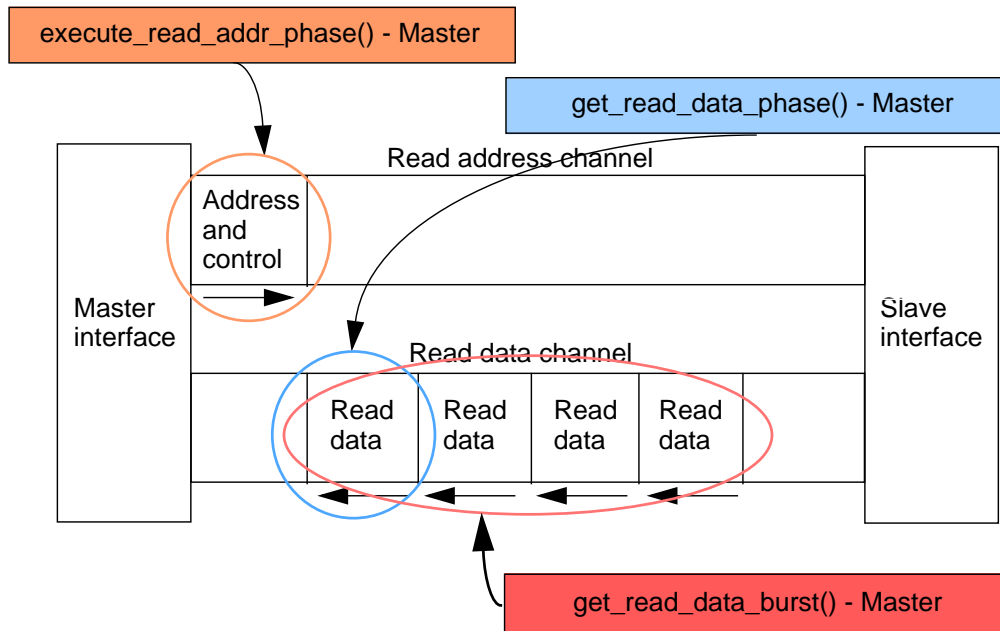 execute_read_addr_phase() - Master
get_read_data_phase() - Master
Read address channel
Address
and
control
Master
interface
Slave
interface
Read data channel
Read
data
Read
data
Read
data
Read
data
get_read_data_burst() - Master